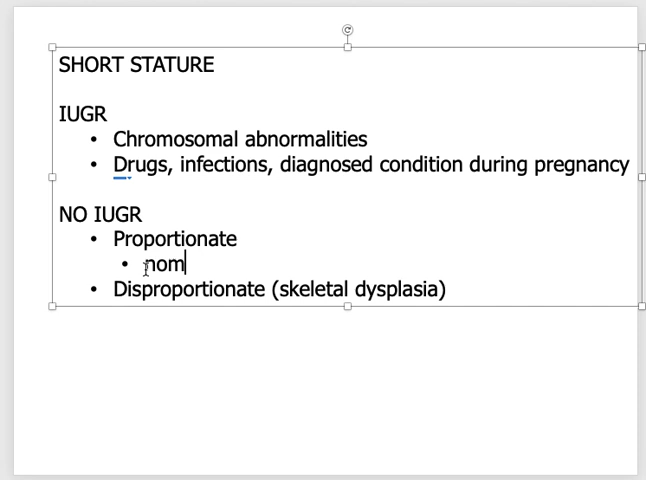 SHORT STATURE
IUGR
• Chromosomal abnormalities
• Drugs, infections, diagnosed condition during pregnancy
NO IUGR
• Proportionate
• nom
• Disproportionate (skeletal dysplasia)